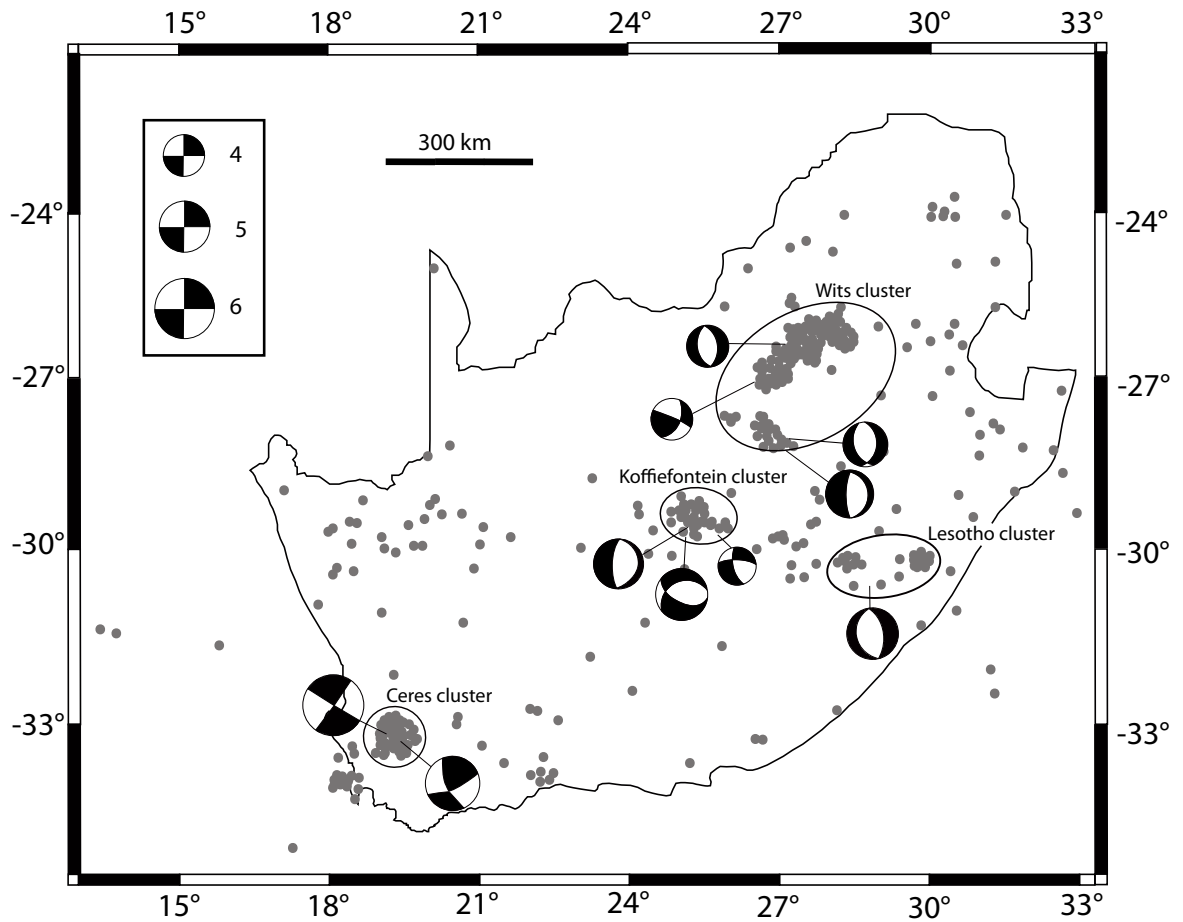 15° 18° 21° 24° 27° 30° 33°
4
300 km
5
-24° -24°
6
Wits cluster
-27° -27°
Koffiefontein cluster
Lesotho cluster
-30° -30°
Ceres cluster
-33° -33°
15° 18° 21° 24° 27° 30° 33°